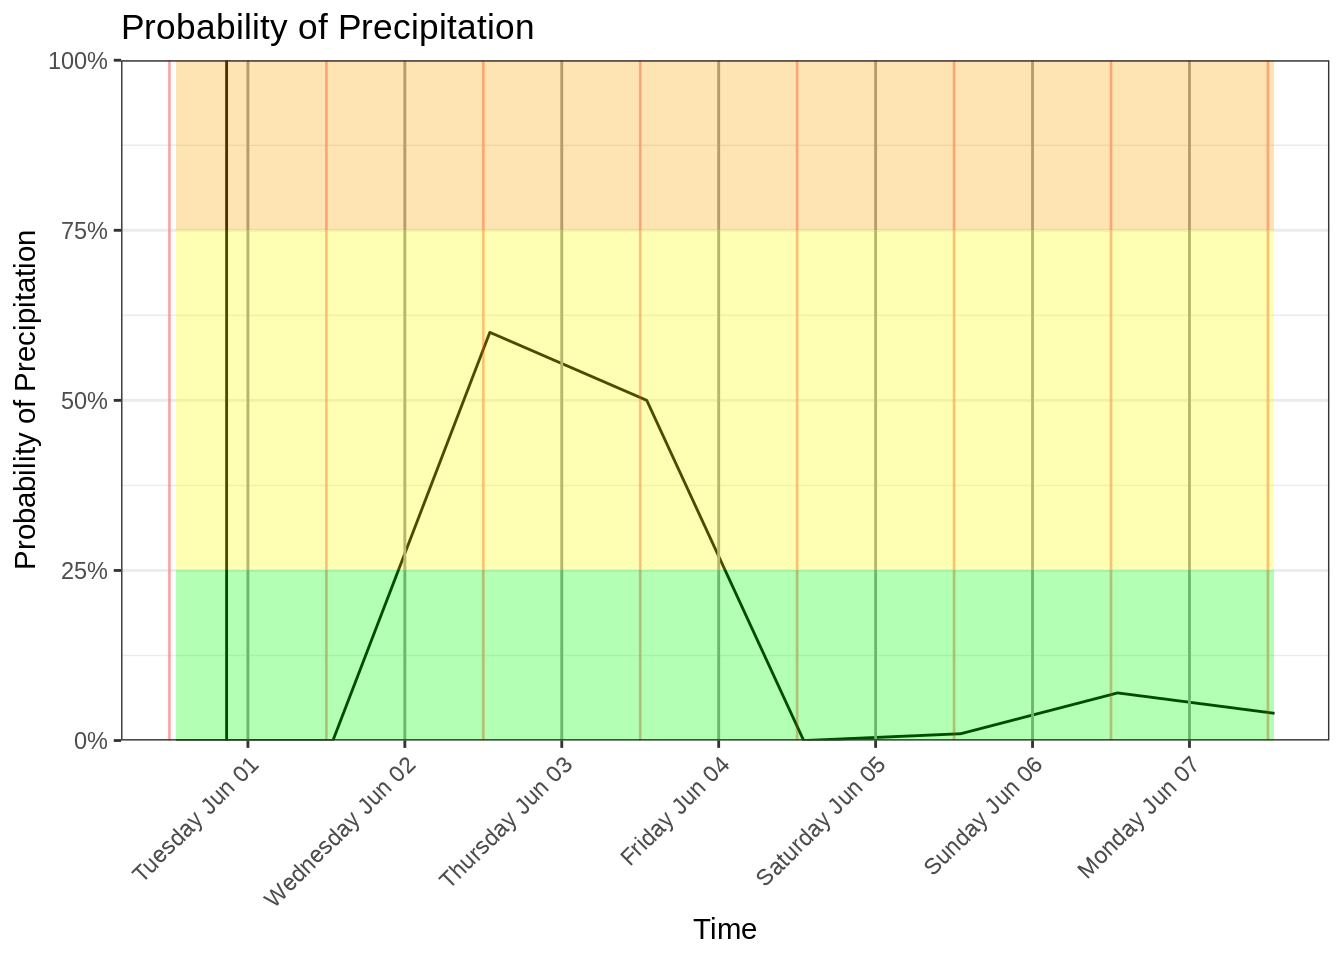 Probability of Precipitation
Probability of Precipitation
100%
75%
50%
25%
0%
Tuesday Jun 01
Wednesday Jun 02
Thursday Jun 03
Friday Jun 04
Saturday Jun 05
Sunday Jun 06
Monday Jun 07
Time